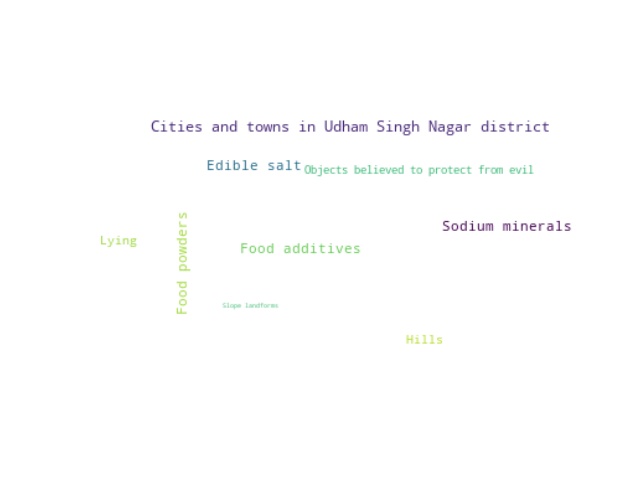 Cities and towns in Udham Singh Nagar district
Edible salt
Objects believed to protect from evil
Sodium minerals
Lying
Food powders
Food additives
Slope landforms
Hills